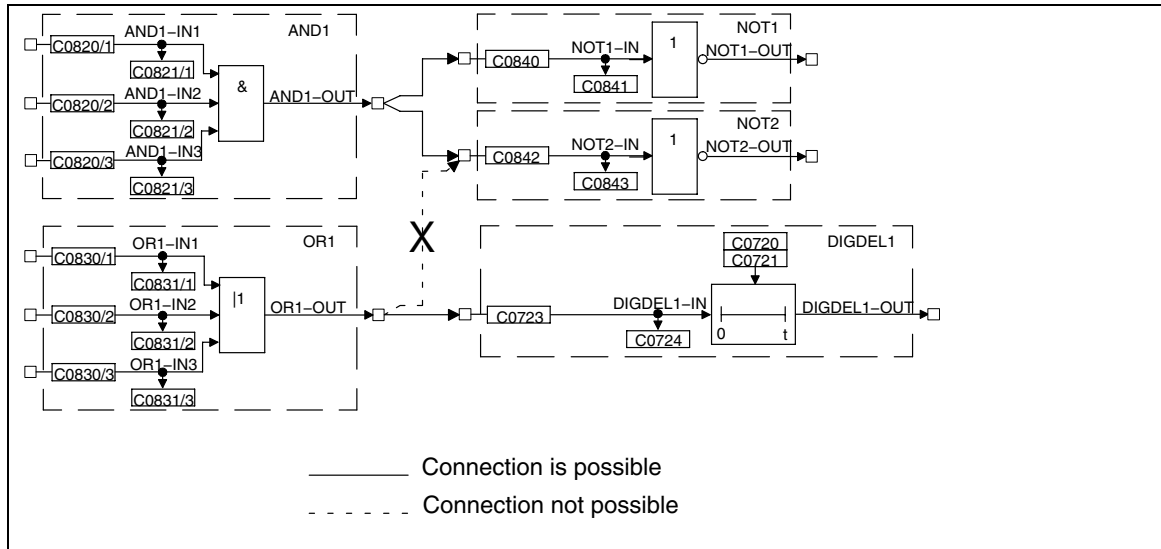 AND1
C0820/1
AND1-IN1
C0821/1
C0820/2
AND1-IN2
C0821/2
C0820/3
AND1-IN3
C0821/3
&
AND1-OUT
NOT1
C0840
NOT1-IN
C0841
1
NOT1-OUT
NOT2
C0842
NOT2-IN
C0843
1
NOT2-OUT
X
OR1
C0830/1
OR1-IN1
C0831/1
C0830/2
OR1-IN2
C0831/2
C0830/3
OR1-IN3
C0831/3
|1
OR1-OUT
DIGDEL1
C0720
C0721
C0723
DIGDEL1-IN
C0724
0 t
DIGDEL1-OUT
Connection is possible
Connection not possible